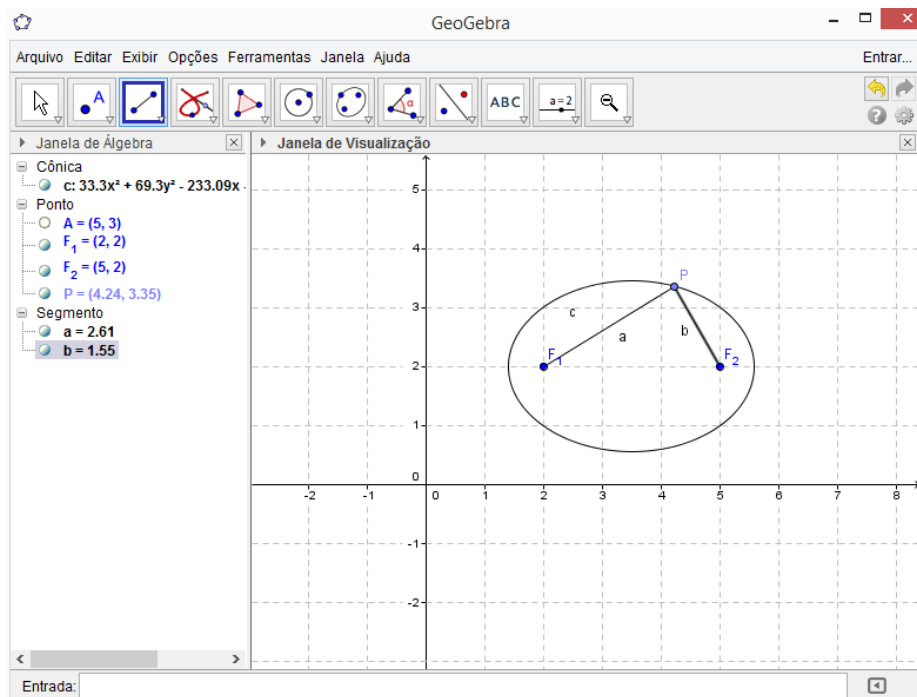 GeoGebra
Arquivo Editar Exibir Opções Ferramentas Janela Ajuda Entrar...
A α ABC a=2
Janela de Álgebra
Janela de Visualização
Cônica
c: 33.3x² + 69.3y² - 233.09x -
Ponto
A = (5, 3)
F₁ = (2, 2)
F₂ = (5, 2)
P = (4.24, 3.35)
Segmento
a = 2.61
b = 1.55
5
4
3
2
1
0
-1
-2
-2 -1 0 1 2 3 4 5 6 7 8
P
c
a
b
F₁
F₂
Entrada: